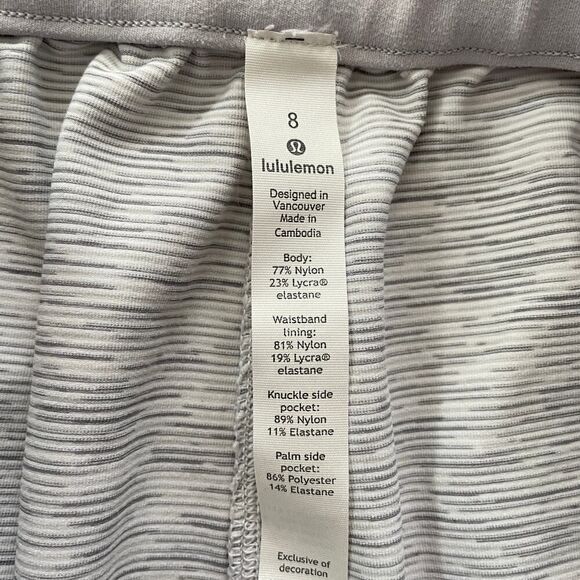 8
lululemon
Designed in
Vancouver
Made in
Cambodia
Body:
77% Nylon
23% Lycra®
elastane
Waistband
lining:
81% Nylon
19% Lycra®
elastane
Knuckle side
pocket:
89% Nylon
11% Elastane
Palm side
pocket:
86% Polyester
14% Elastane
Exclusive of
decoration